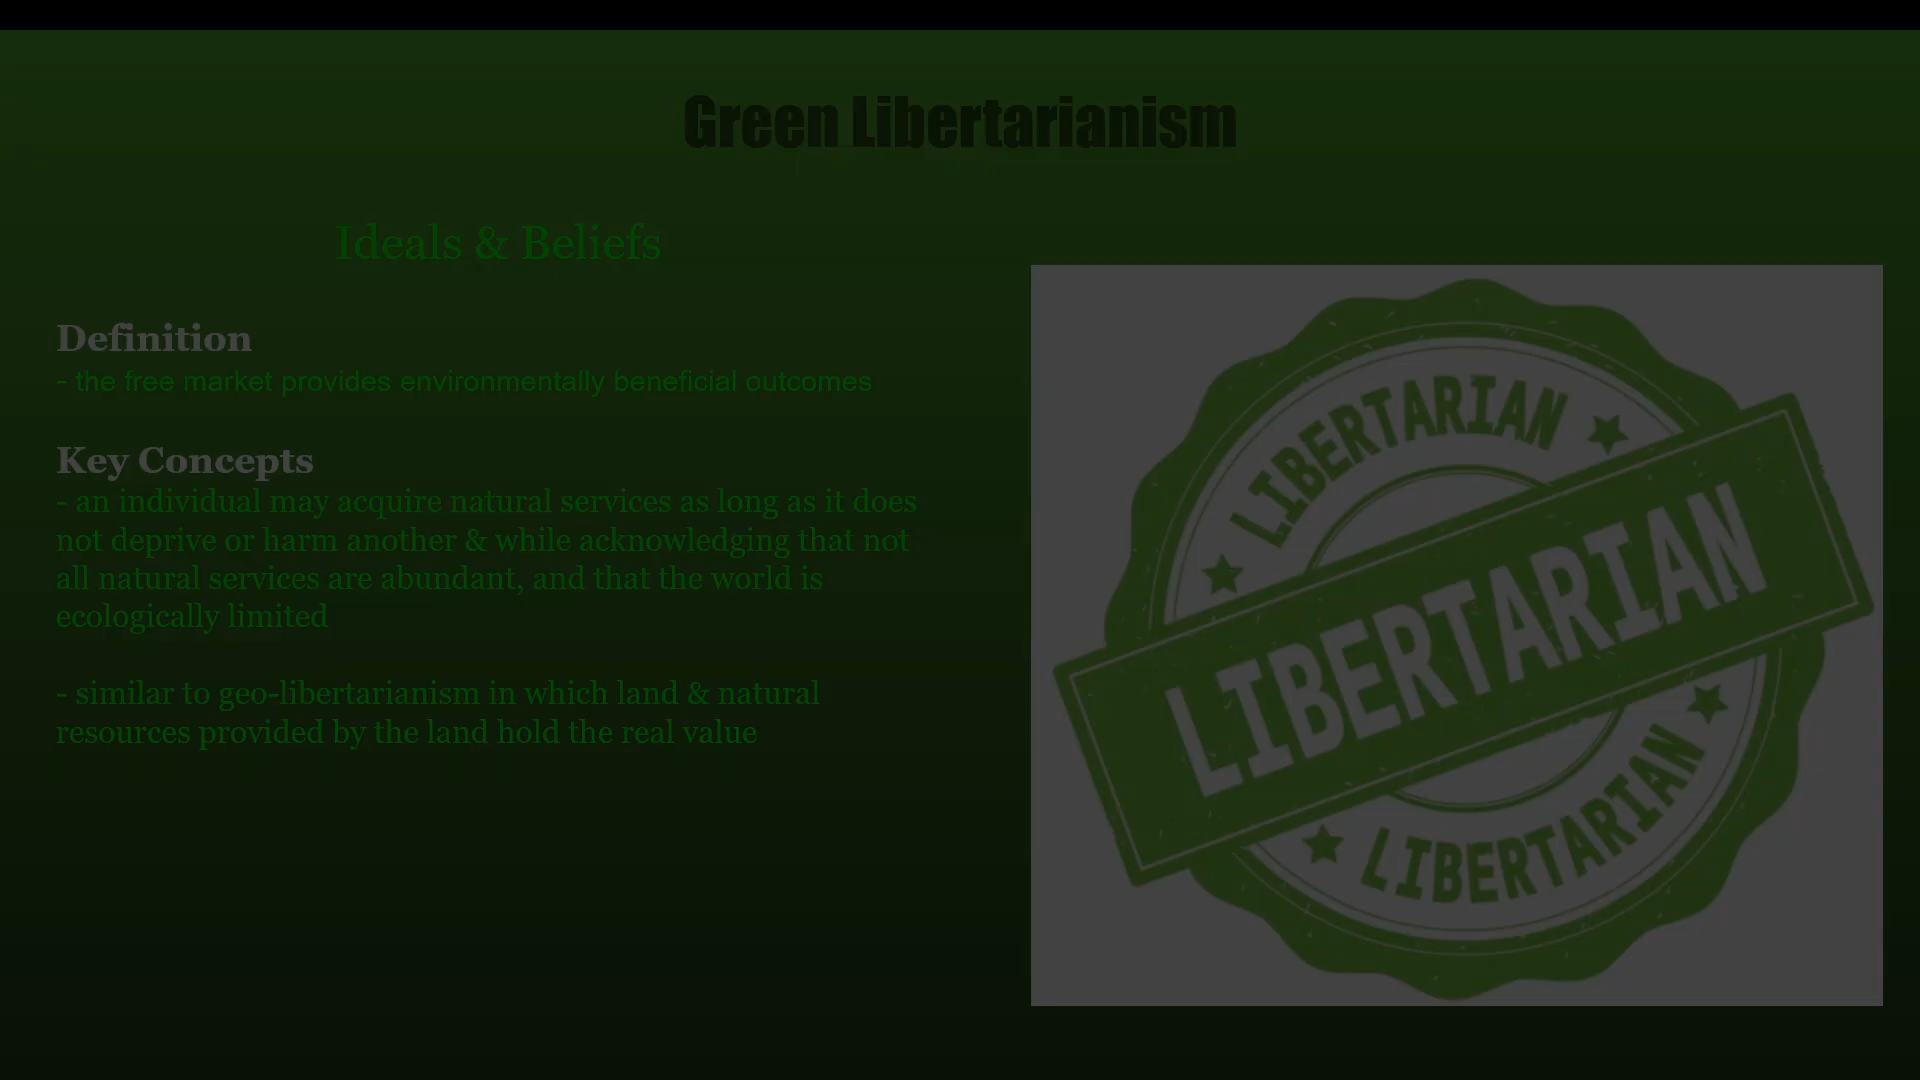 Green Libertarianism
Ideals & Beliefs
Definition
- the free market provides environmentally beneficial outcomes
Key Concepts
- an individual may acquire natural services as long as it does
not deprive or harm another & while acknowledging that not
all natural services are abundant, and that the world is
ecologically limited
- similar to geo-libertarianism in which land & natural
resources provided by the land hold the real value
LIBERTARIAN
LIBERTARIAN
LIBERTARIAN